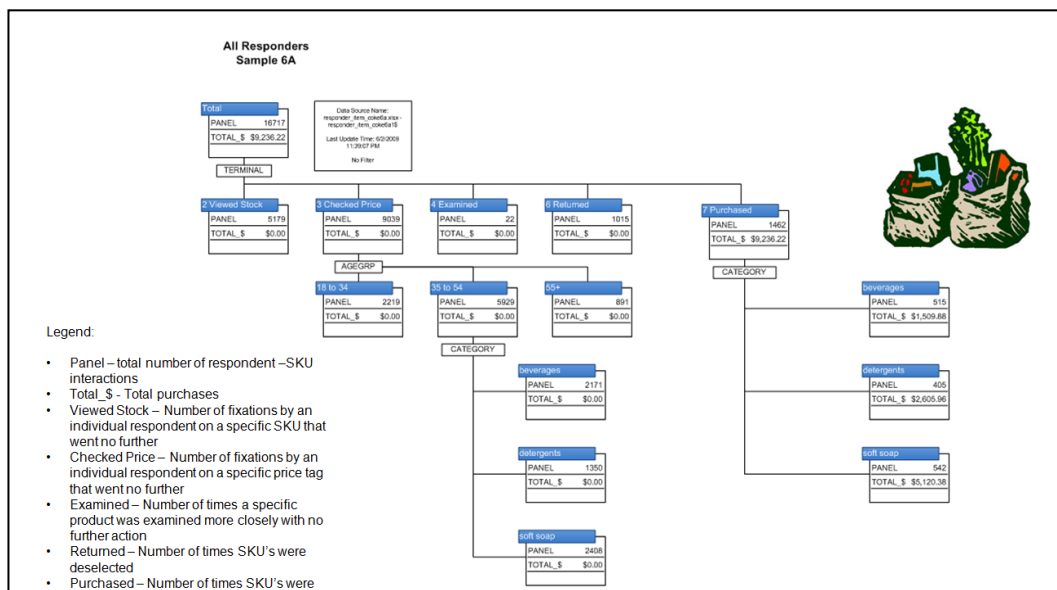 All Responders
Sample 6A
Total
PANEL 16717
TOTAL_$ $9,236.22
Data Source Name:
responder_item_coke6a.xlsx -
responder_item_coke6a1$
Last Update Time: 6/2/2009
11:39:07 PM
No Filter
TERMINAL
2 Viewed Stock
PANEL 5179
TOTAL_$ $0.00
3 Checked Price
PANEL 9039
TOTAL_$ $0.00
4 Examined
PANEL 22
TOTAL_$ $0.00
6 Returned
PANEL 1015
TOTAL_$ $0.00
7 Purchased
PANEL 1462
TOTAL_$ $9,236.22
AGEGRP
CATEGORY
18 to 34
PANEL 2219
TOTAL_$ $0.00
35 to 54
PANEL 5929
TOTAL_$ $0.00
55+
PANEL 891
TOTAL_$ $0.00
beverages
PANEL 515
TOTAL_$ $1,509.88
CATEGORY
beverages
PANEL 2171
TOTAL_$ $0.00
detergents
PANEL 405
TOTAL_$ $2,605.96
detergents
PANEL 1350
TOTAL_$ $0.00
soft soap
PANEL 542
TOTAL_$ $5,120.38
soft soap
PANEL 2408
TOTAL_$ $0.00
Legend:
• Panel – total number of respondent –SKU
interactions
• Total_$ - Total purchases
• Viewed Stock – Number of fixations by an
individual respondent on a specific SKU that
went no further
• Checked Price – Number of fixations by an
individual respondent on a specific price tag
that went no further
• Examined – Number of times a specific
product was examined more closely with no
further action
• Returned – Number of times SKU's were
deselected
• Purchased – Number of times SKU's were